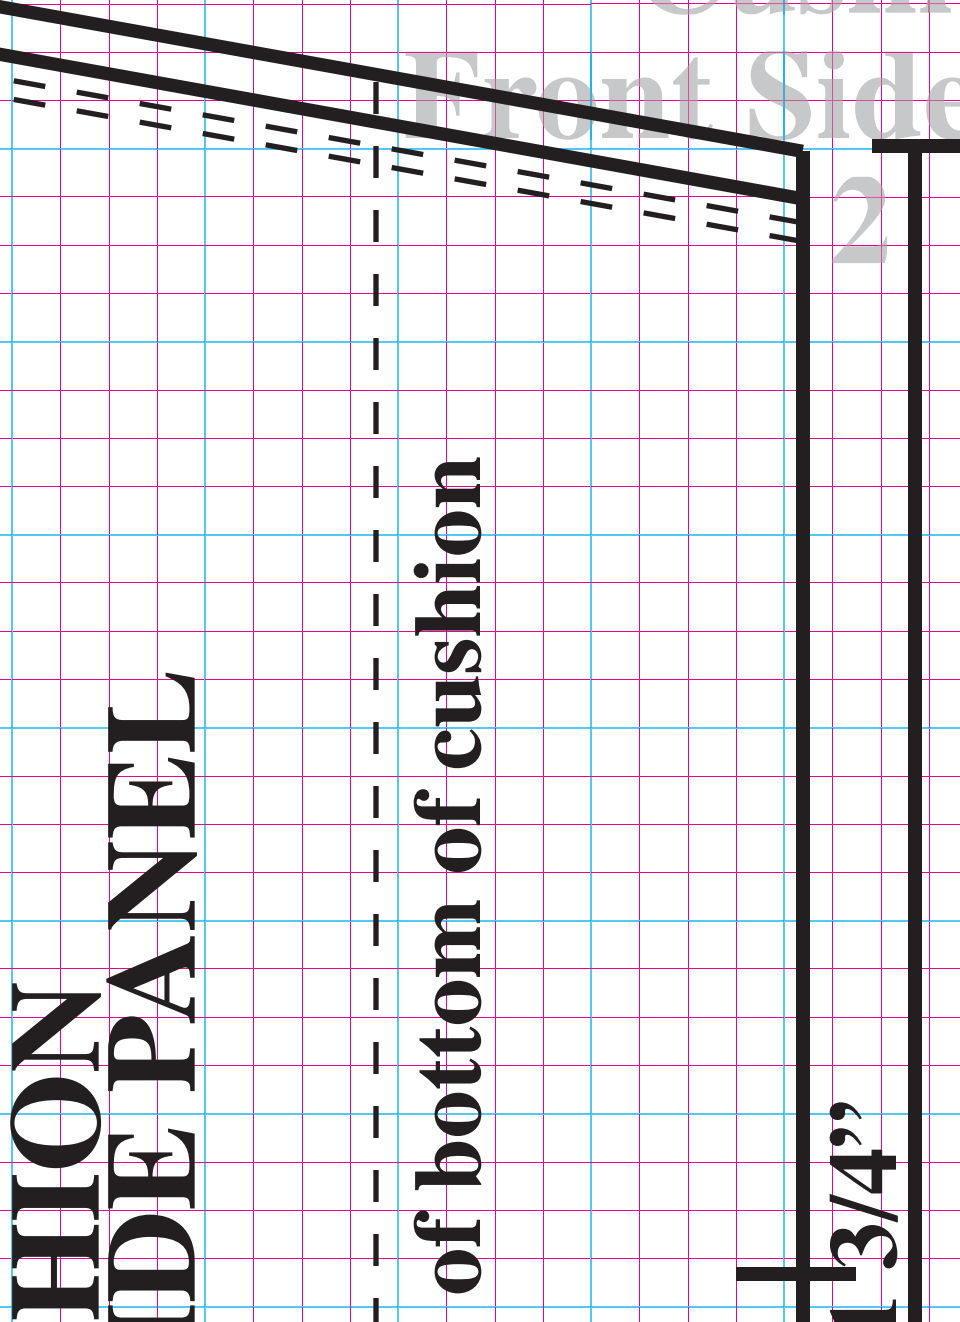 Front Side
2
HION
DE PANEL
of bottom of cushion
3/4”